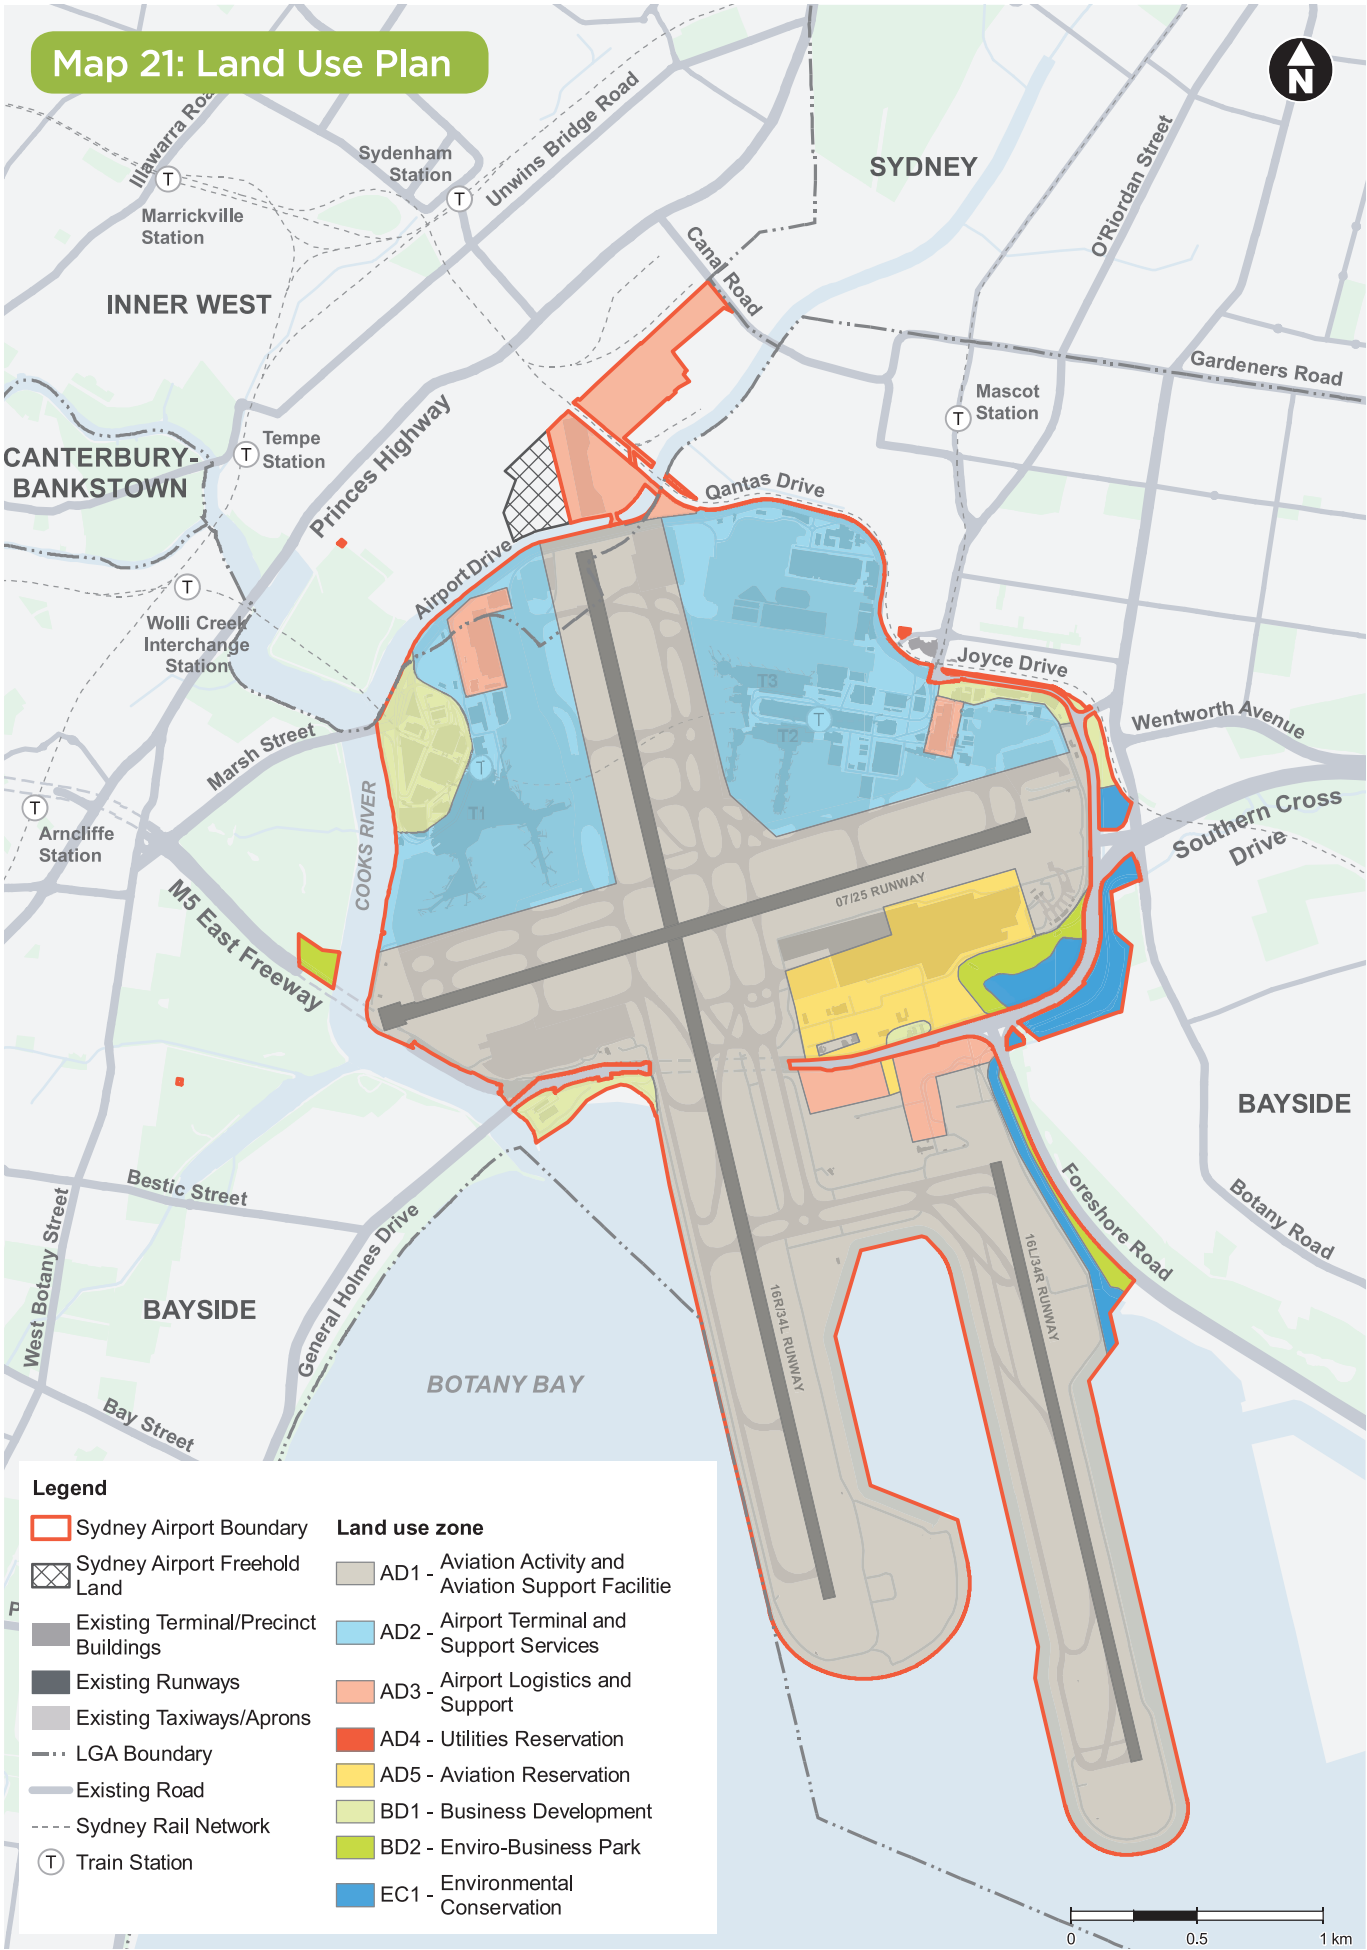 Map 21: Land Use Plan
N
Illawarra Roa
Sydenham
Station
T
Unwins Bridge Road
T
Marrickville
Station
SYDNEY
O'Riordan Street
Canal Road
INNER WEST
Gardeners Road
Mascot
Station
T
Princes Highway
T
Tempe
Station
CANTERBURY-
BANKSTOWN
Qantas Drive
Airport Drive
T
Wolli Creek
Interchange
Station
Joyce Drive
T3
T
T2
Wentworth Avenue
Marsh Street
T
T1
COOKS RIVER
T
Arncliffe
Station
Southern Cross
Drive
07/25 RUNWAY
M5 East Freeway
BAYSIDE
Bestic Street
Foreshore Road
Botany Road
West Botany Street
General Holmes Drive
16L/34R RUNWAY
16R/34L RUNWAY
BAYSIDE
BOTANY BAY
Bay Street
P
Legend
Sydney Airport Boundary
Sydney Airport Freehold
Land
Existing Terminal/Precinct
Buildings
Existing Runways
Existing Taxiways/Aprons
LGA Boundary
Existing Road
Sydney Rail Network
T Train Station
Land use zone
AD1 - Aviation Activity and
Aviation Support Facilitie
AD2 - Airport Terminal and
Support Services
AD3 - Airport Logistics and
Support
AD4 - Utilities Reservation
AD5 - Aviation Reservation
BD1 - Business Development
BD2 - Enviro-Business Park
EC1 - Environmental
Conservation
0 0.5 1 km